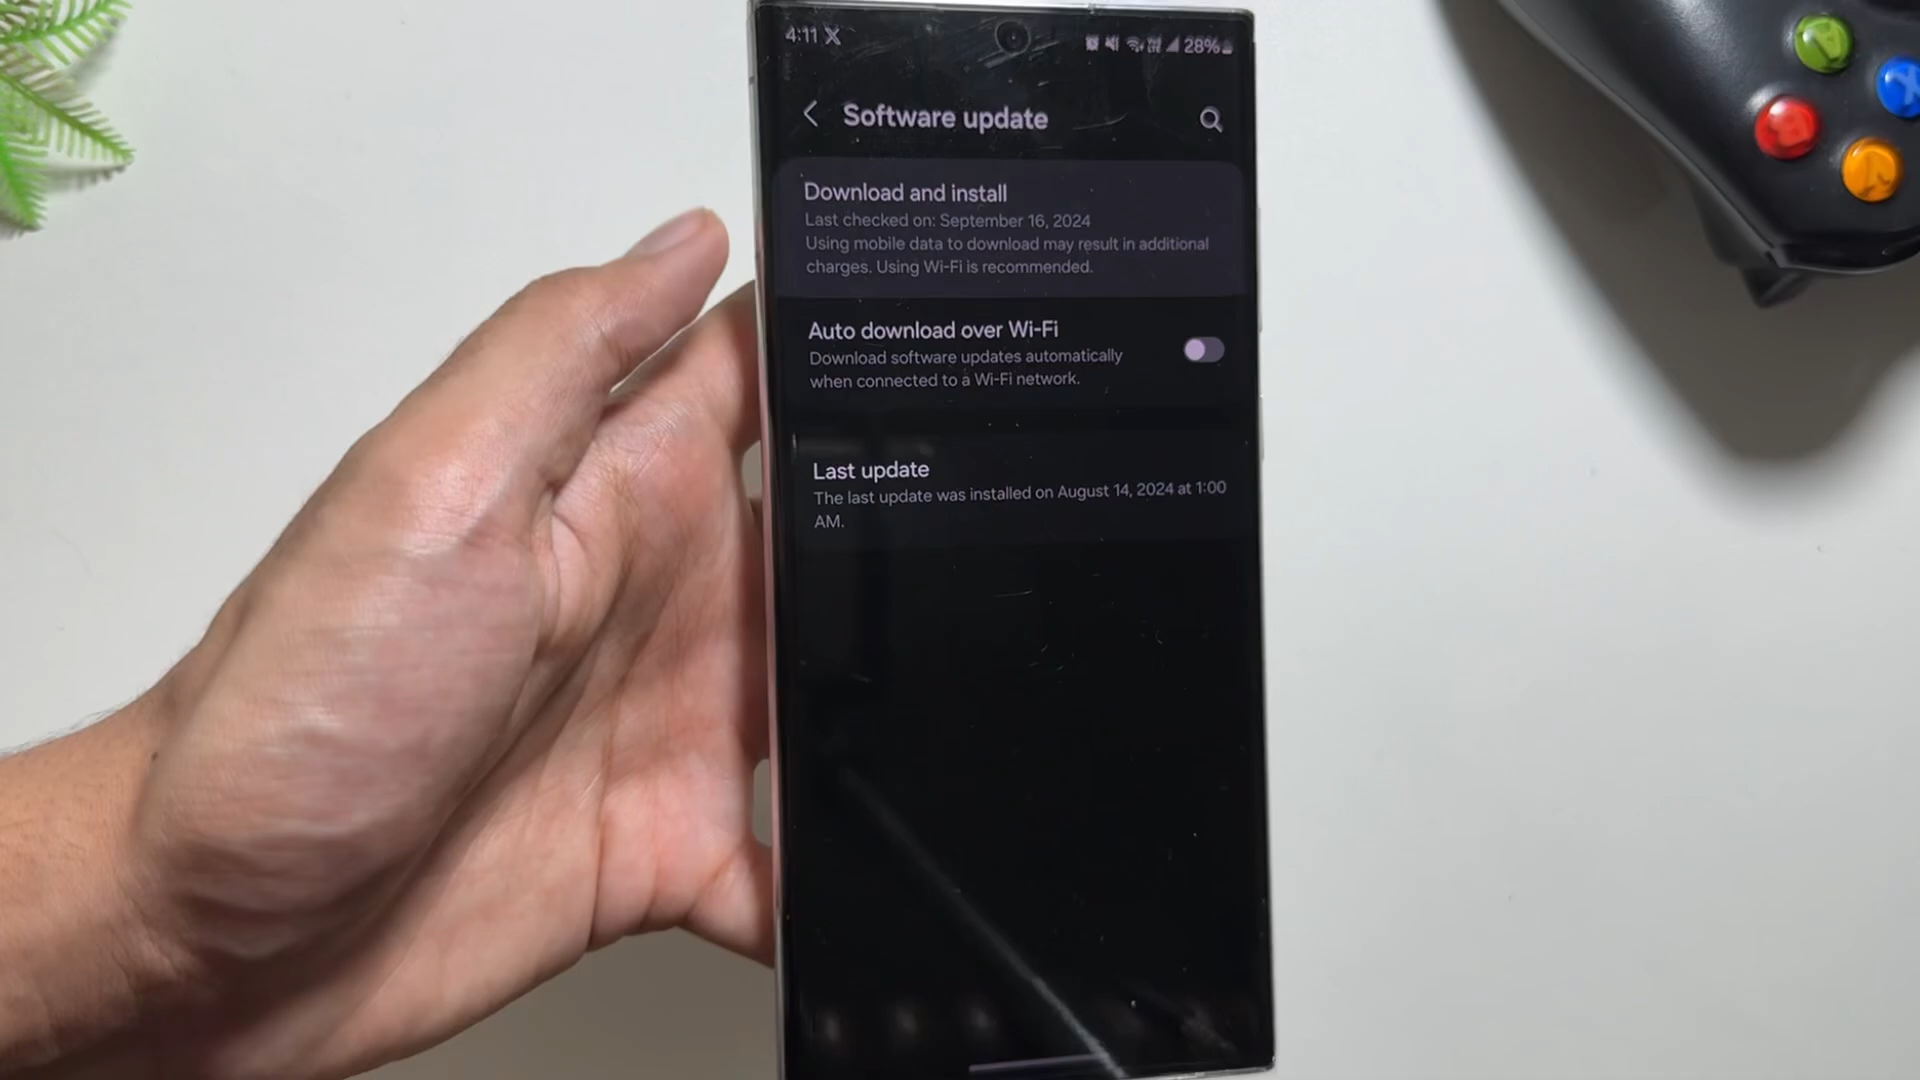 4:11 X
28%
Software update
Download and install
Last checked on: September 16, 2024
Using mobile data to download may result in additional
charges. Using Wi-Fi is recommended.
Auto download over Wi-Fi
Download software updates automatically
when connected to a Wi-Fi network.
Last update
The last update was installed on August 14, 2024 at 1:00
AM.